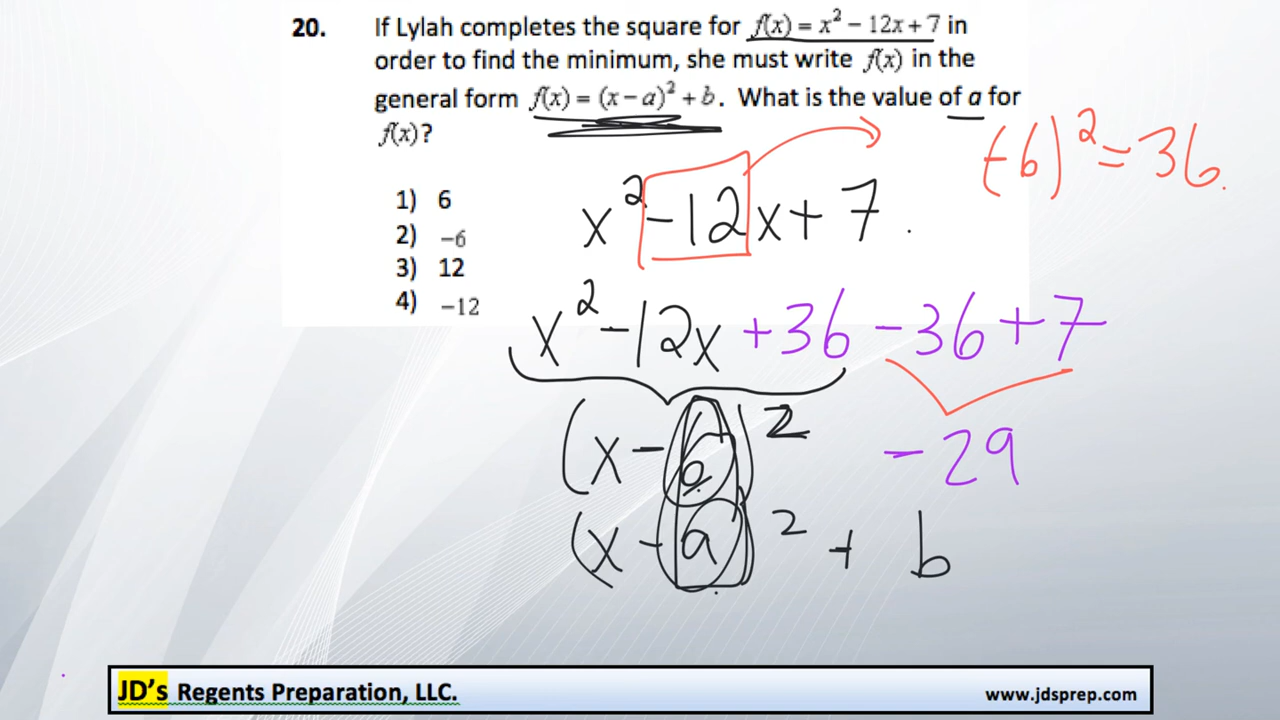 20. If Lylah completes the square for f(x) = x² − 12x + 7 in
order to find the minimum, she must write f(x) in the
general form f(x) = (x − a)² + b. What is the value of a for
f(x)?
(-6)² = 36.
1) 6
2) −6
3) 12
4) −12
x² -12x + 7.
x² -12x +36 -36 +7
(x - 6)² -29
(x - a)² + b
JD's Regents Preparation, LLC.
www.jdsprep.com